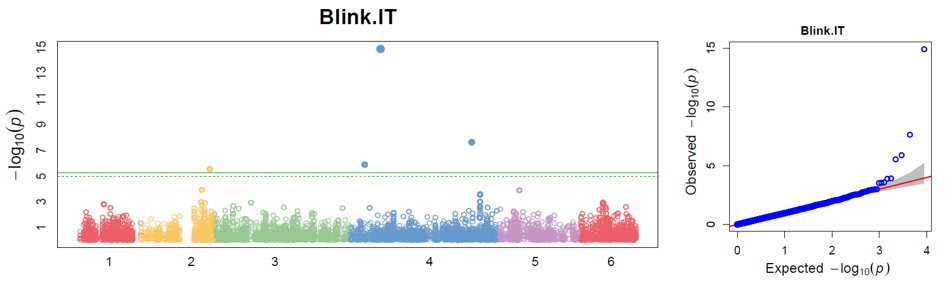 Blink.IT
−log10(p)
15
13
11
9
7
5
3
1
1 2 3 4 5 6
Blink.IT
Observed −log10(p)
15
10
5
0
0 1 2 3 4
Expected −log10(p)